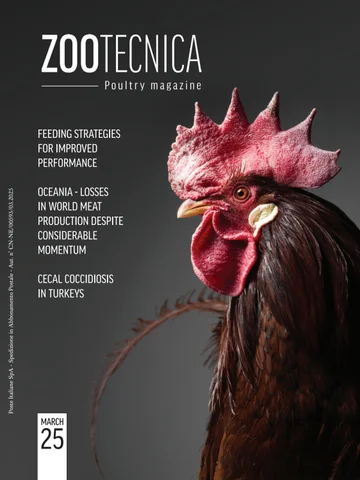 ZOOTECNICA
Poultry magazine
FEEDING STRATEGIES
FOR IMPROVED
PERFORMANCE
OCEANIA - LOSSES
IN WORLD MEAT
PRODUCTION DESPITE
CONSIDERABLE
MOMENTUM
CECAL COCCIDIOSIS
IN TURKEYS
Poste Italiane SpA - Spedizione in Abbonamento Postale - Aut. n° CN-NE/00593/03.2023
MARCH
25